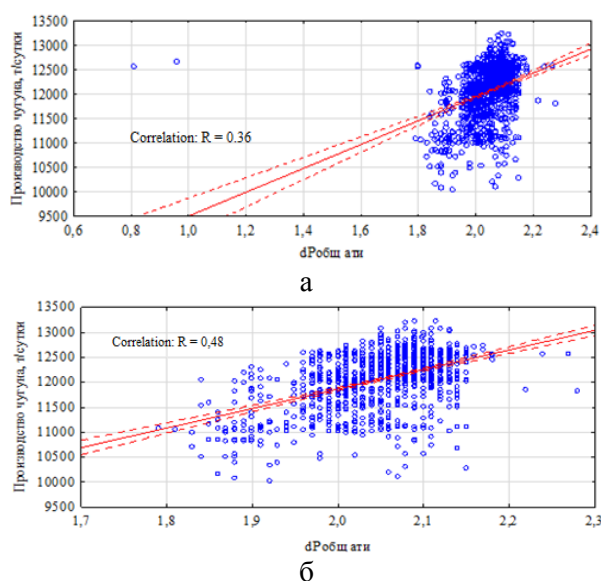 13500
13000
12500
12000
11500
11000
10500
10000
9500
Производство чугуна, т/сутки
Correlation: R = 0.36
0,6 0,8 1,0 1,2 1,4 1,6 1,8 2,0 2,2 2,4
dРобщ ати
а
13500
13000
12500
12000
11500
11000
10500
10000
9500
Производство чугуна, т/сутки
Correlation: R = 0,48
1,7 1,8 1,9 2,0 2,1 2,2 2,3
dРобщ ати
б